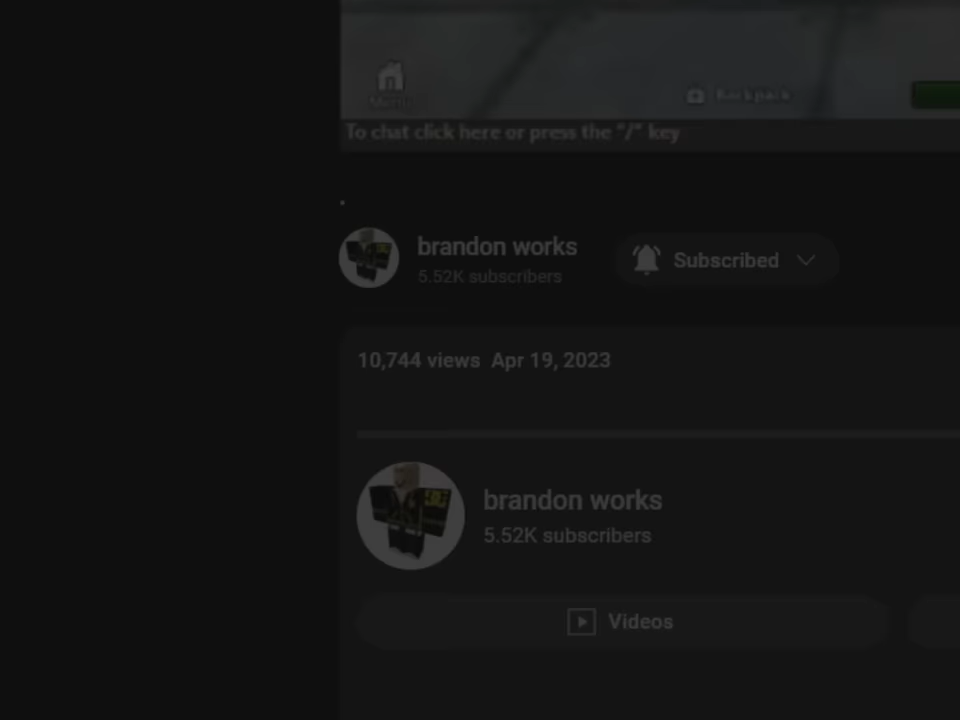 Menu
Backpack
To chat click here or press the "/" key
.
brandon works
5.52K subscribers
Subscribed
10,744 views Apr 19, 2023
brandon works
5.52K subscribers
Videos